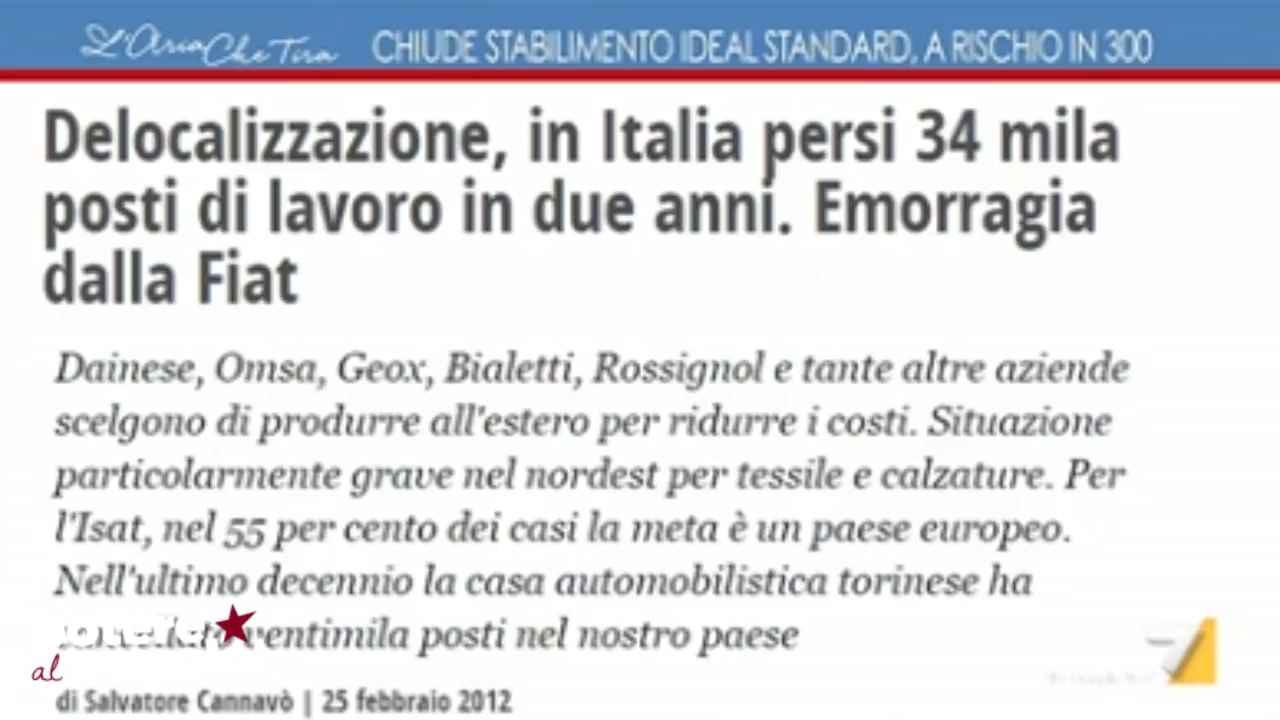 L'Aria Che Tira CHIUDE STABILIMENTO IDEAL STANDARD, A RISCHIO IN 300
Delocalizzazione, in Italia persi 34 mila
posti di lavoro in due anni. Emorragia
dalla Fiat
Dainese, Omsa, Geox, Bialetti, Rossignol e tante altre aziende
scelgono di produrre all'estero per ridurre i costi. Situazione
particolarmente grave nel nordest per tessile e calzature. Per
l'Isat, nel 55 per cento dei casi la meta è un paese europeo.
Nell'ultimo decennio la casa automobilistica torinese ha
ventimila posti nel nostro paese
potere
al
di Salvatore Cannavò | 25 febbraio 2012